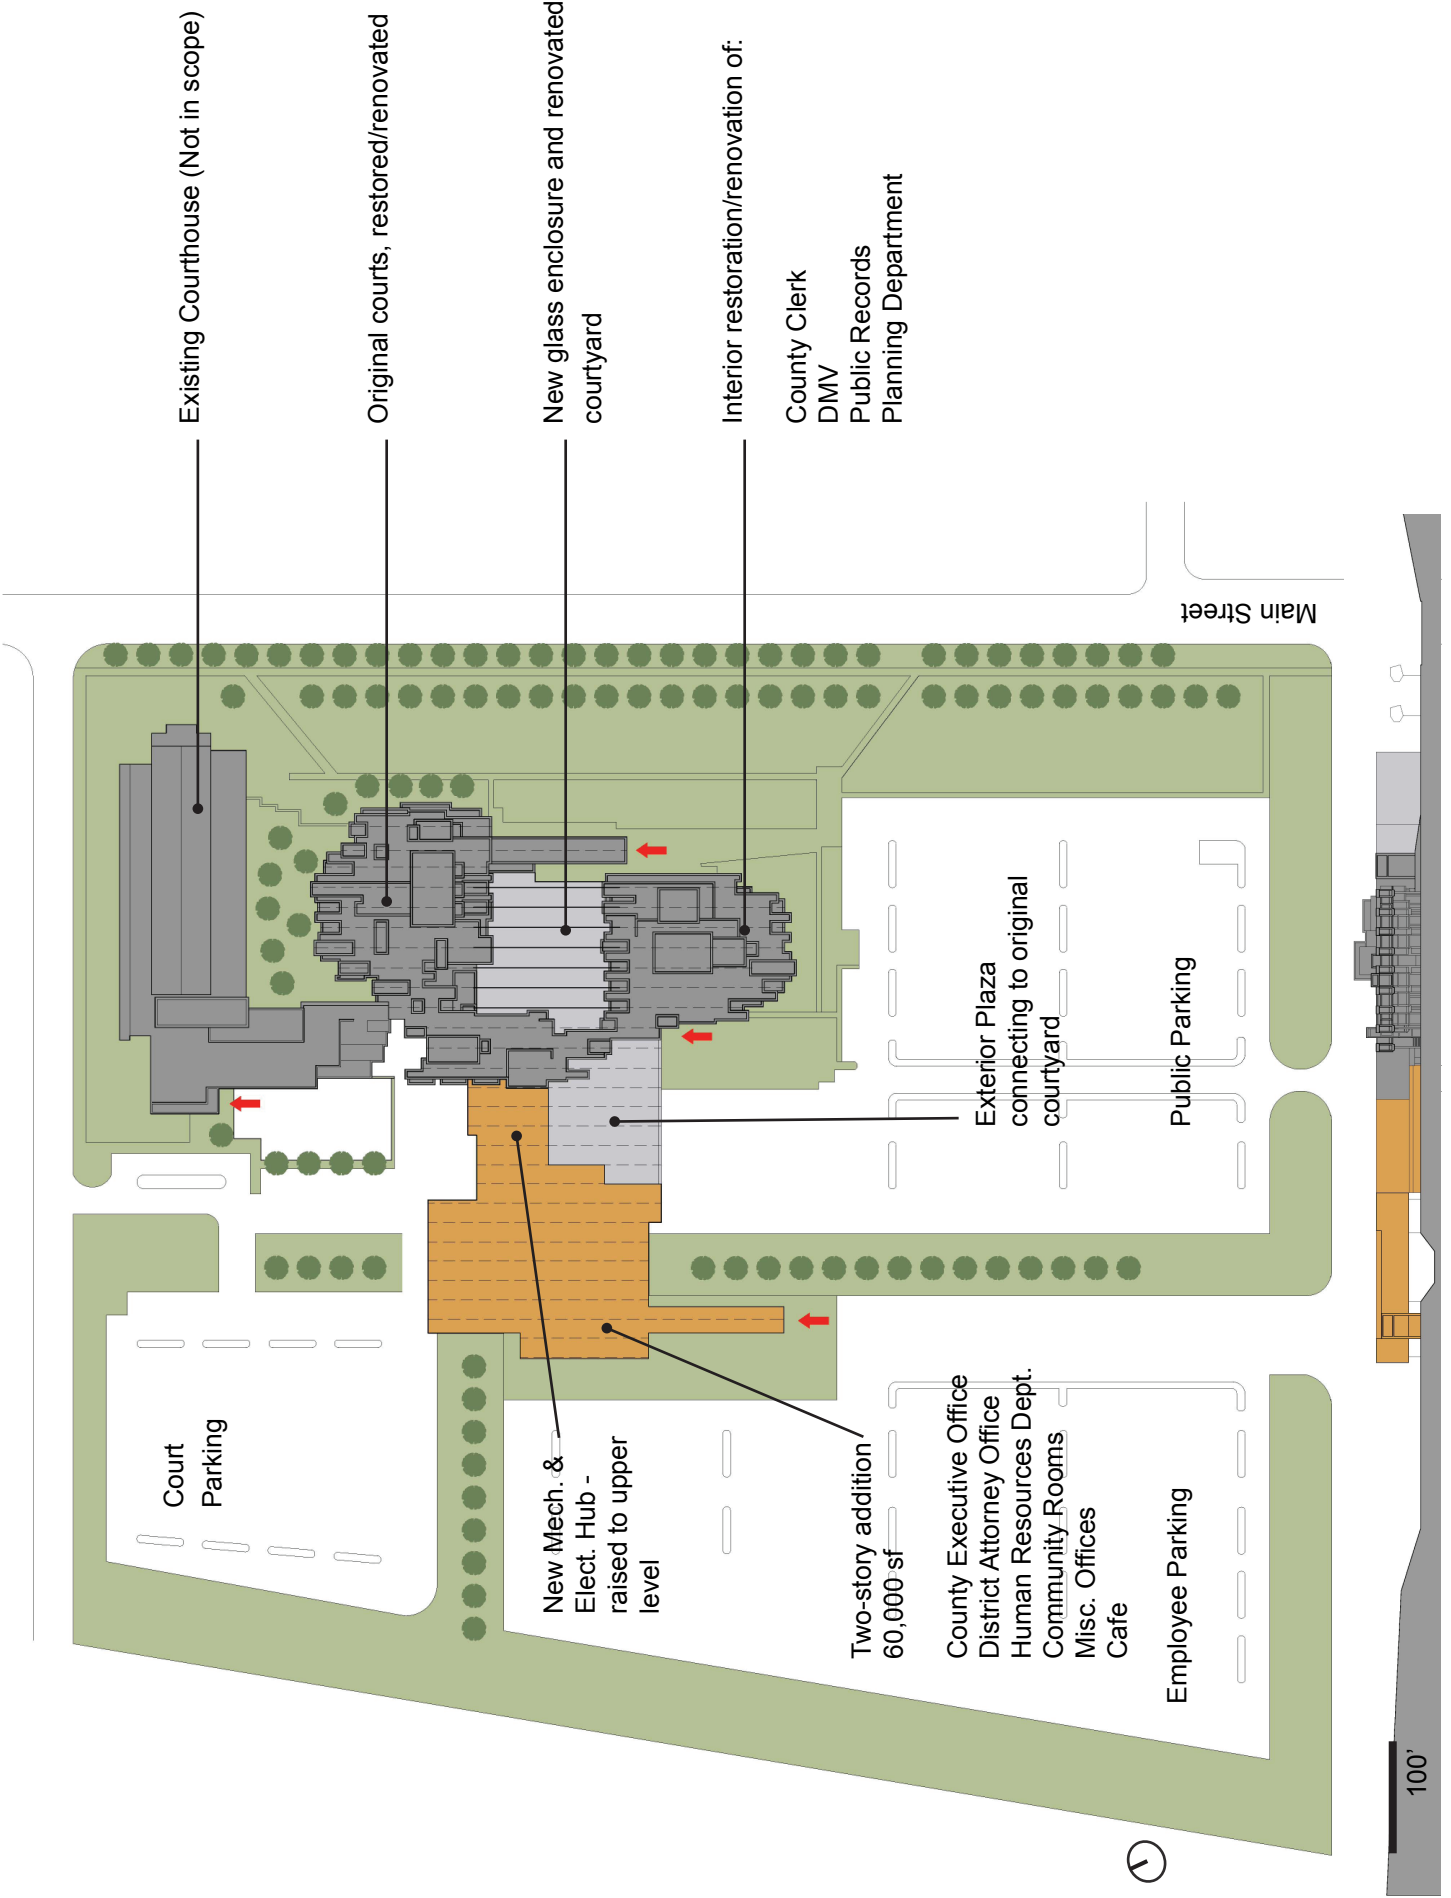 Existing Courthouse (Not in scope)
Original courts, restored/renovated
New glass enclosure and renovated
courtyard
Interior restoration/renovation of:
County Clerk
DMV
Public Records
Planning Department
Main Street
Exterior Plaza
connecting to original
courtyard
Public Parking
Court
Parking
New Mech. &
Elect. Hub -
raised to upper
level
Two-story addition
60,000 sf
County Executive Office
District Attorney Office
Human Resources Dept.
Community Rooms
Misc. Offices
Cafe
Employee Parking
100'